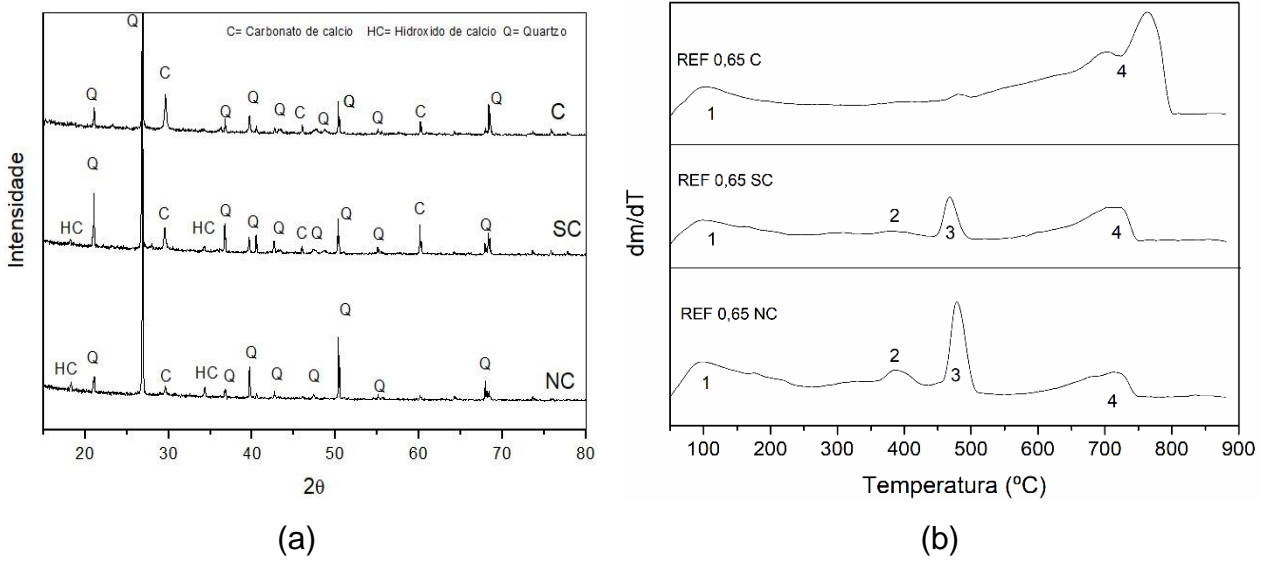 C= Carbonato de calcio HC= Hidroxido de calcio Q= Quartzo
Q
Q
C
Q
Q
Q
C
Q
Q
Q
C
Q
C
Q
HC
C
HC
Q
Q
Q
C
Q
Q
Q
C
Q
SC
HC
Q
C
HC
Q
Q
Q
Q
Q
Q
Q
NC
Intensidade
20 30 40 50 60 70 80
2θ
(a)
REF 0,65 C
1
4
REF 0,65 SC
1
2
3
4
REF 0,65 NC
1
2
3
4
dm/dT
100 200 300 400 500 600 700 800 900
Temperatura (ºC)
(b)